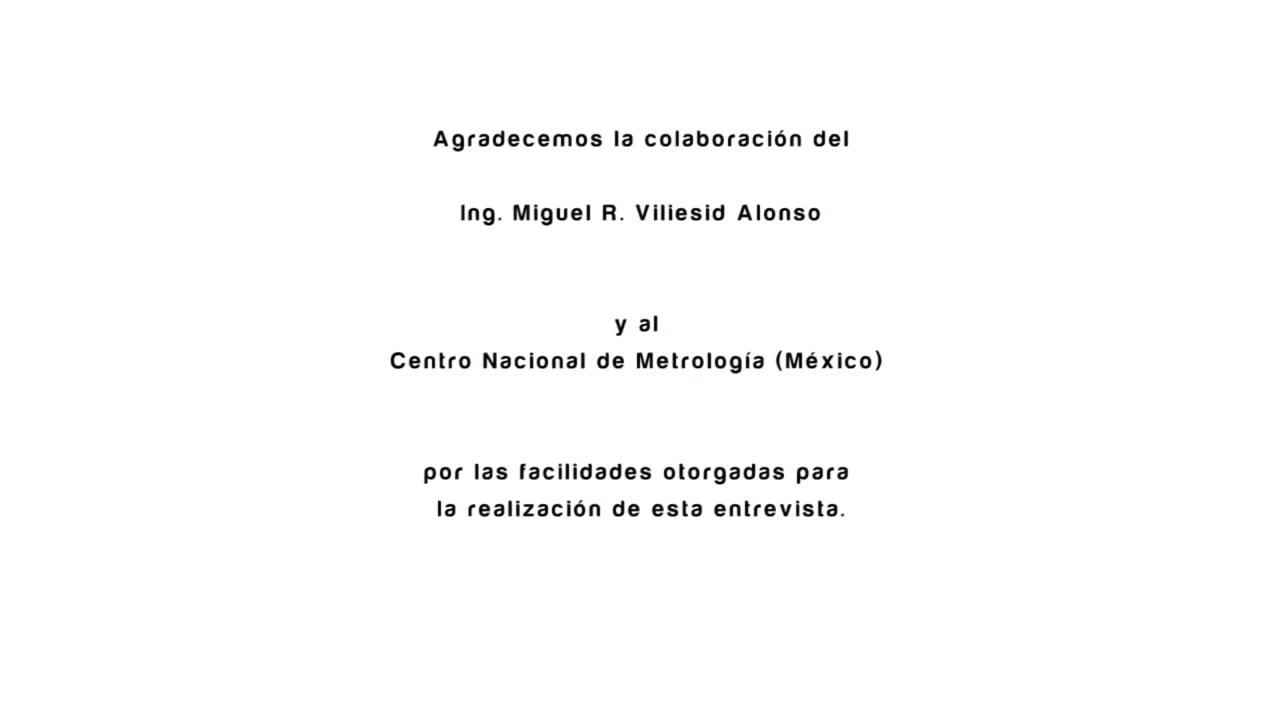 Agradecemos la colaboración del
Ing. Miguel R. Viliesid Alonso
y al
Centro Nacional de Metrología (México)
por las facilidades otorgadas para
la realización de esta entrevista.